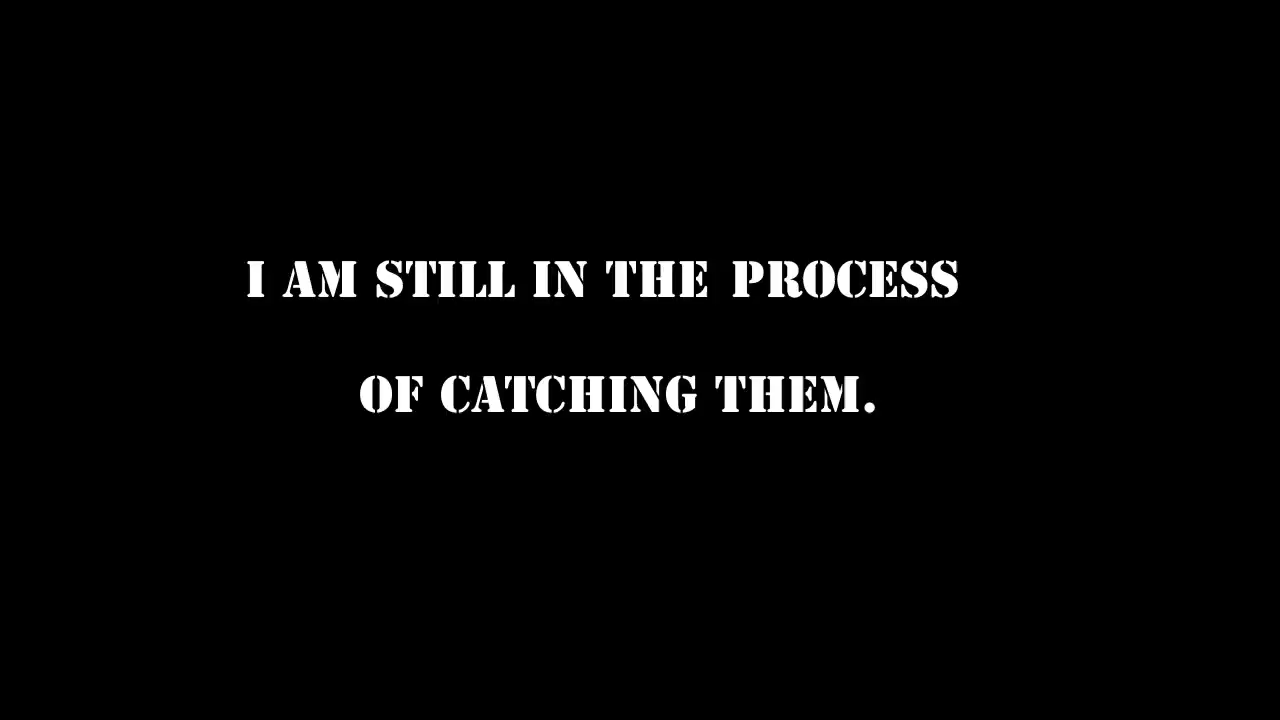 I AM STILL IN THE PROCESS
OF CATCHING THEM.